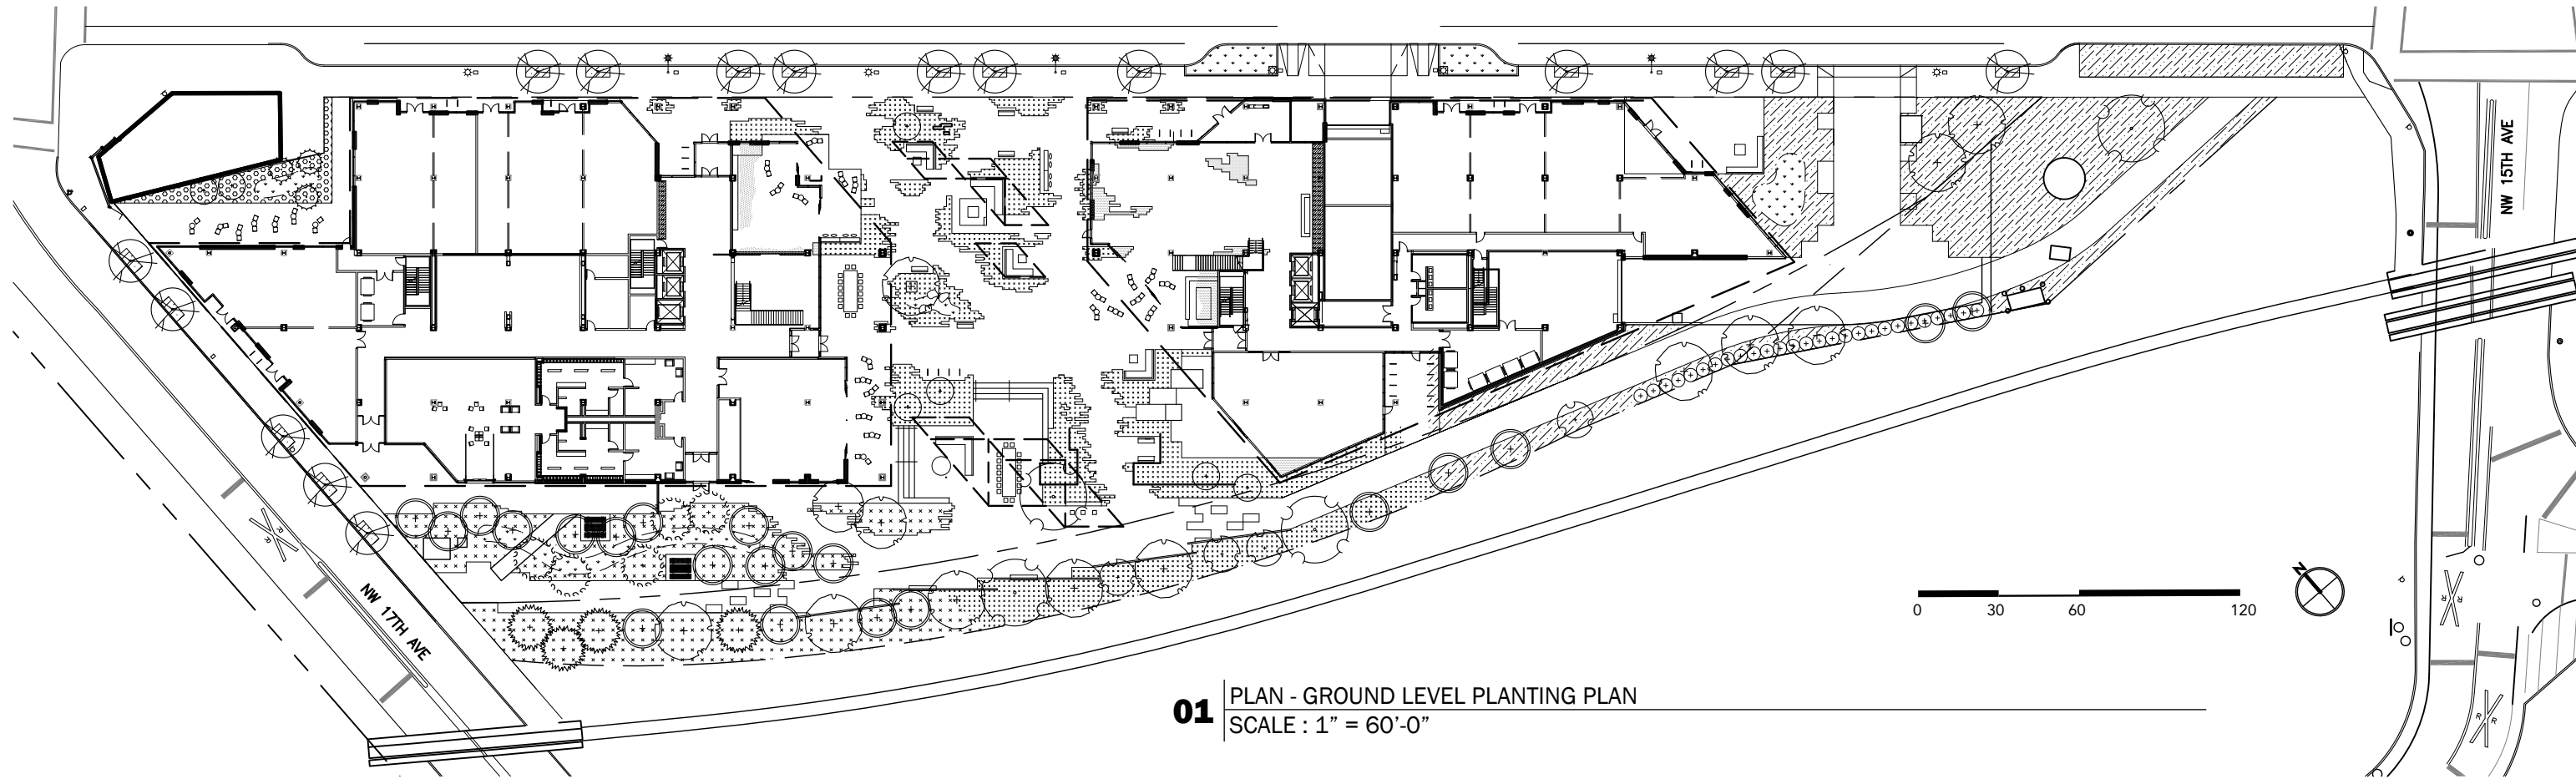 NW 15TH AVE
N
0 30 60 120
NW 17TH AVE
R R
R R
R R
01 PLAN - GROUND LEVEL PLANTING PLAN
SCALE : 1” = 60’-0”